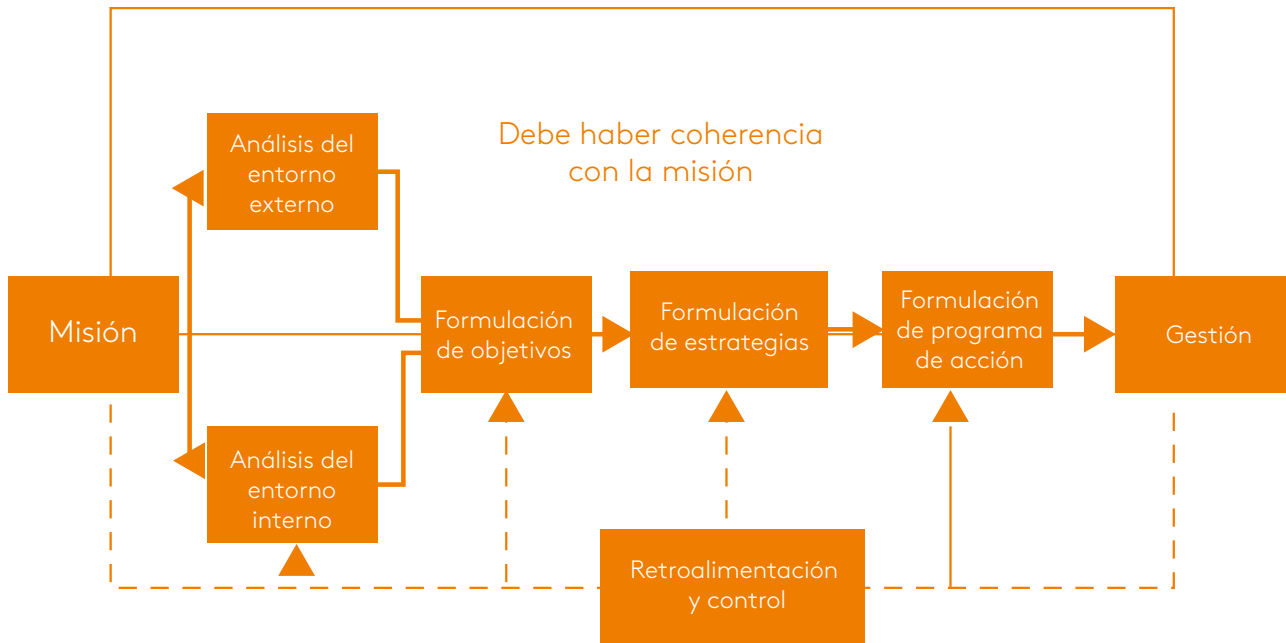 Debe haber coherencia
con la misión
Análisis del
entorno
externo
Misión
Formulación
de objetivos
Formulación
de estrategias
Formulación
de programa
de acción
Gestión
Análisis del
entorno
interno
Retroalimentación
y control